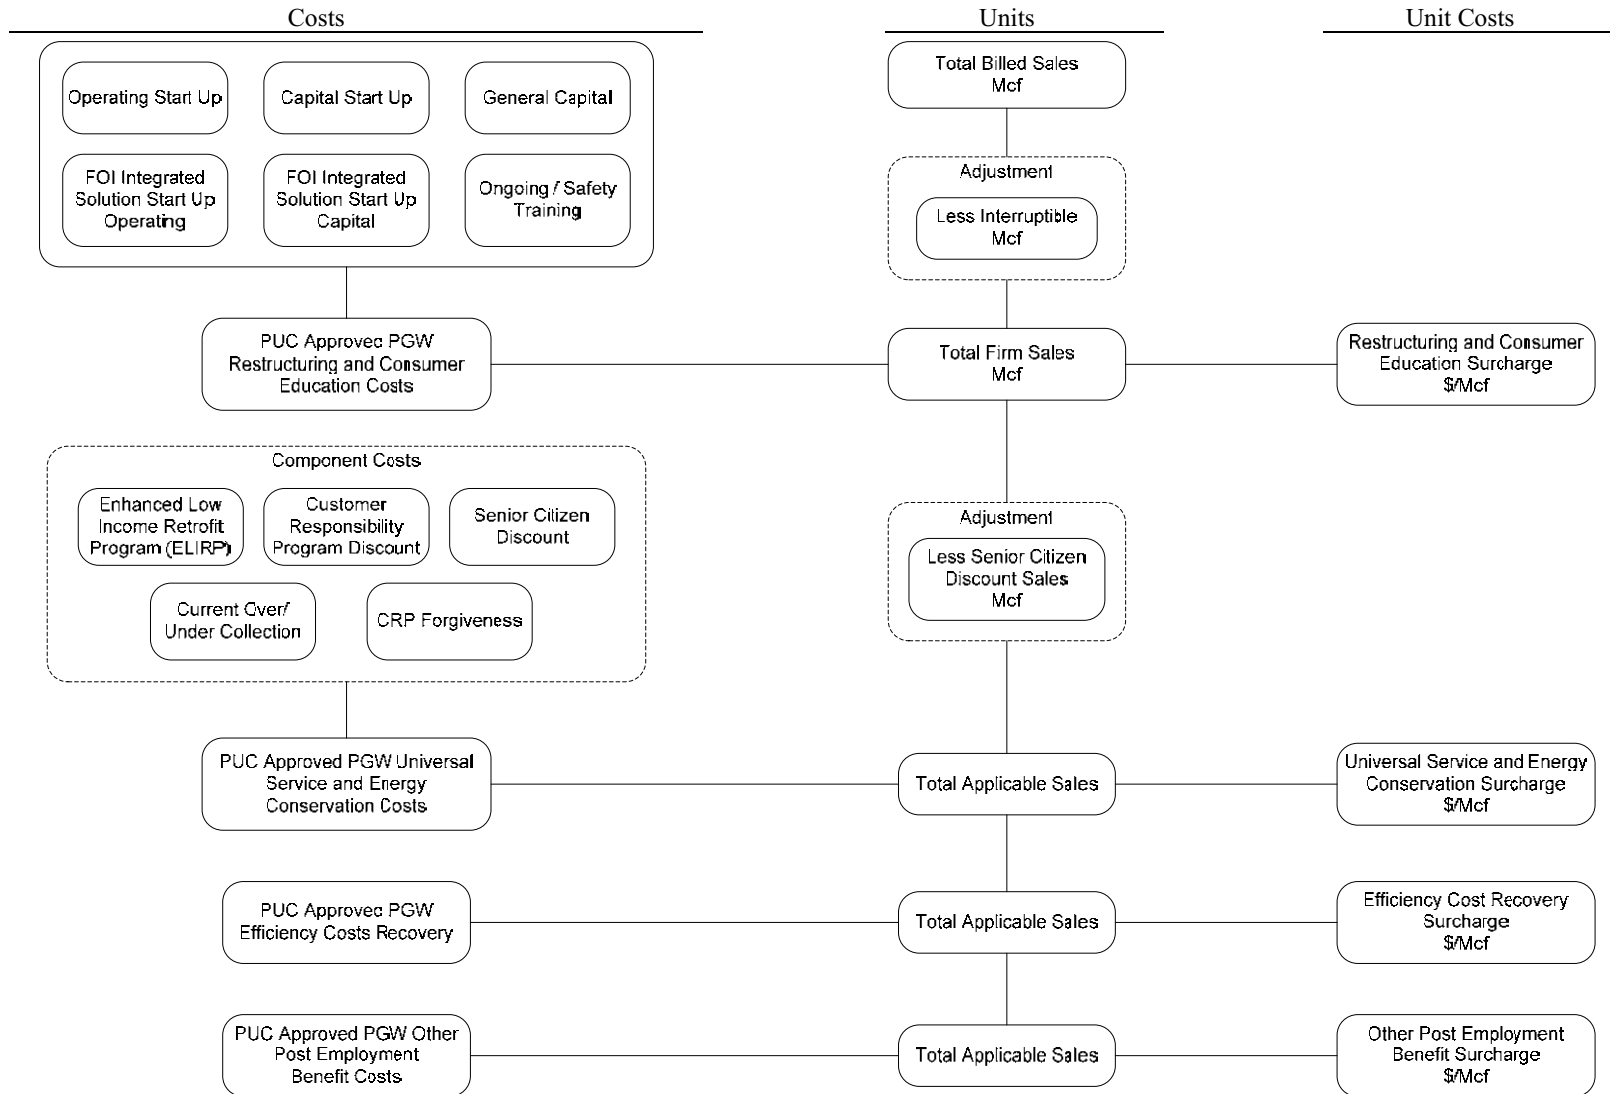 Costs
Units
Unit Costs
Operating Start Up
Capital Start Up
General Capital
FOI Integrated
Solution Start Up
Operating
FOI Integrated
Solution Start Up
Capital
Ongoing / Safety
Training
Total Billed Sales
Mcf
Adjustment
Less Interruptible
Mcf
PUC Approved PGW
Restructuring and Consumer
Education Costs
Total Firm Sales
Mcf
Restructuring and Consumer
Education Surcharge
$/Mcf
Component Costs
Enhanced Low
Income Retrofit
Program (ELIRP)
Customer
Responsibility
Program Discount
Senior Citizen
Discount
Current Over/
Under Collection
CRP Forgiveness
Adjustment
Less Senior Citizen
Discount Sales
Mcf
PUC Approved PGW Universal
Service and Energy
Conservation Costs
Total Applicable Sales
Universal Service and Energy
Conservation Surcharge
$/Mcf
PUC Approved PGW
Efficiency Costs Recovery
Total Applicable Sales
Efficiency Cost Recovery
Surcharge
$/Mcf
PUC Approved PGW Other
Post Employment
Benefit Costs
Total Applicable Sales
Other Post Employment
Benefit Surcharge
$/Mcf